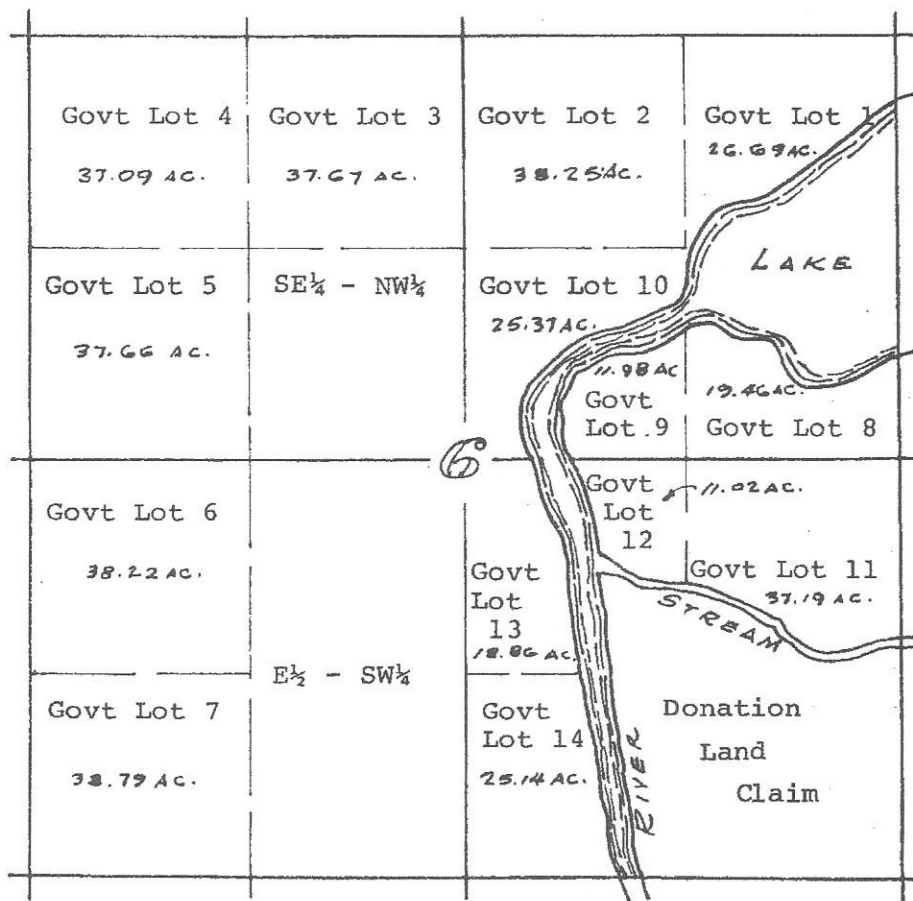 Govt Lot 4
37.09 AC.
Govt Lot 3
37.67 AC.
Govt Lot 2
38.25 AC.
Govt Lot 1
26.69 AC.
LAKE
Govt Lot 5
37.66 AC.
SE¼ - NW¼
Govt Lot 10
25.37 AC.
11.98 AC
Govt
Lot 9
19.46 AC.
Govt Lot 8
6
Govt Lot 6
38.22 AC.
Govt
Lot
12
11.02 AC.
Govt
Lot
13
18.86 AC.
Govt Lot 11
37.19 AC.
STREAM
E½ - SW¼
Govt Lot 7
38.79 AC.
Govt
Lot 14
25.14 AC.
RIVER
Donation
Land
Claim